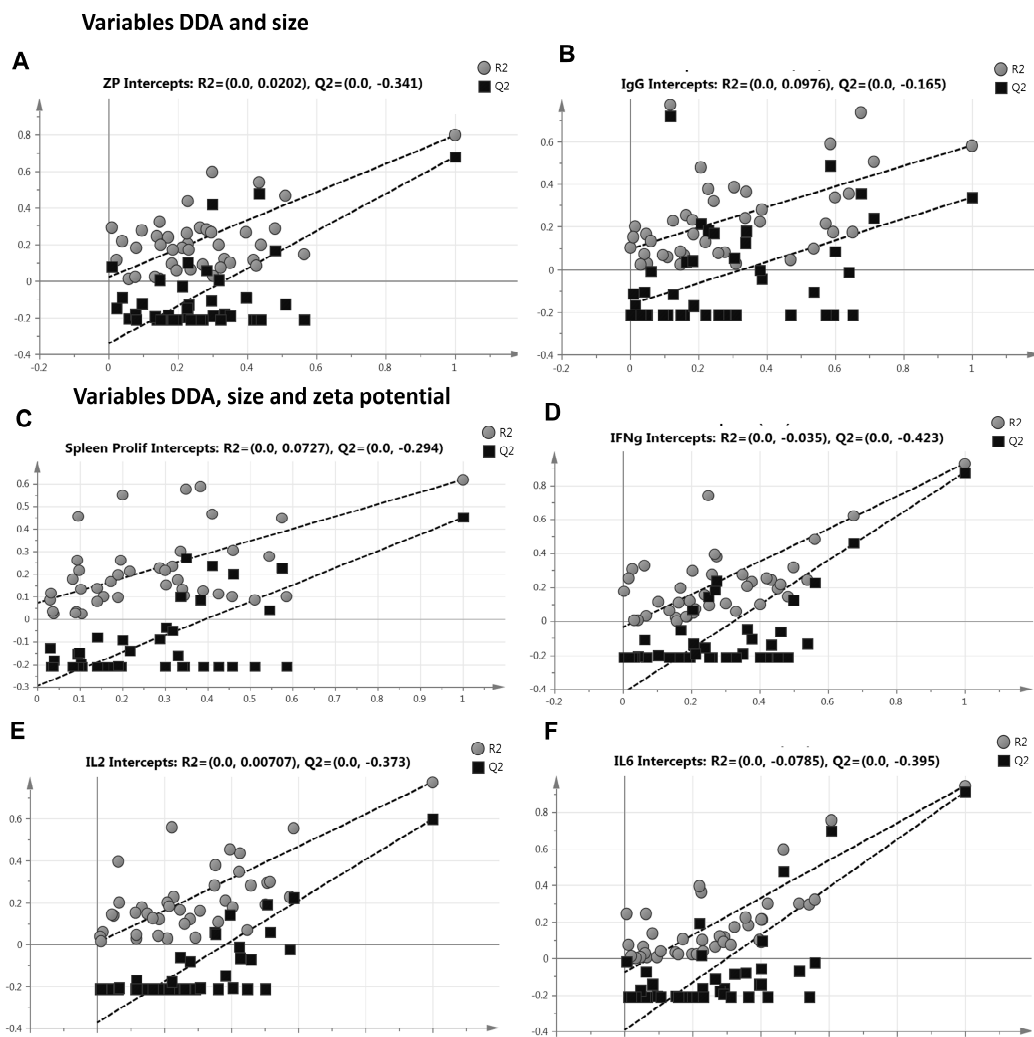 Variables DDA and size
A
ZP Intercepts: R2=(0.0, 0.0202), Q2=(0.0, -0.341)
R2
Q2
0.8
0.6
0.4
0.2
0
-0.2
-0.4
-0.2
0
0.2
0.4
0.6
0.8
1
B
IgG Intercepts: R2=(0.0, 0.0976), Q2=(0.0, -0.165)
R2
Q2
0.6
0.4
0.2
0
-0.2
-0.4
-0.2
0
0.2
0.4
0.6
0.8
1
Variables DDA, size and zeta potential
C
Spleen Prolif Intercepts: R2=(0.0, 0.0727), Q2=(0.0, -0.294)
R2
Q2
0.6
0.5
0.4
0.3
0.2
0.1
0
-0.1
-0.2
-0.3
0
0.1
0.2
0.3
0.4
0.5
0.6
0.7
0.8
0.9
1
D
IFNg Intercepts: R2=(0.0, -0.035), Q2=(0.0, -0.423)
R2
Q2
0.8
0.6
0.4
0.2
0
-0.2
-0.4
-0.2
0
0.2
0.4
0.6
0.8
1
E
IL2 Intercepts: R2=(0.0, 0.00707), Q2=(0.0, -0.373)
R2
Q2
0.6
0.4
0.2
0
-0.2
-0.4
F
IL6 Intercepts: R2=(0.0, -0.0785), Q2=(0.0, -0.395)
R2
Q2
0.8
0.6
0.4
0.2
0
-0.2
-0.4